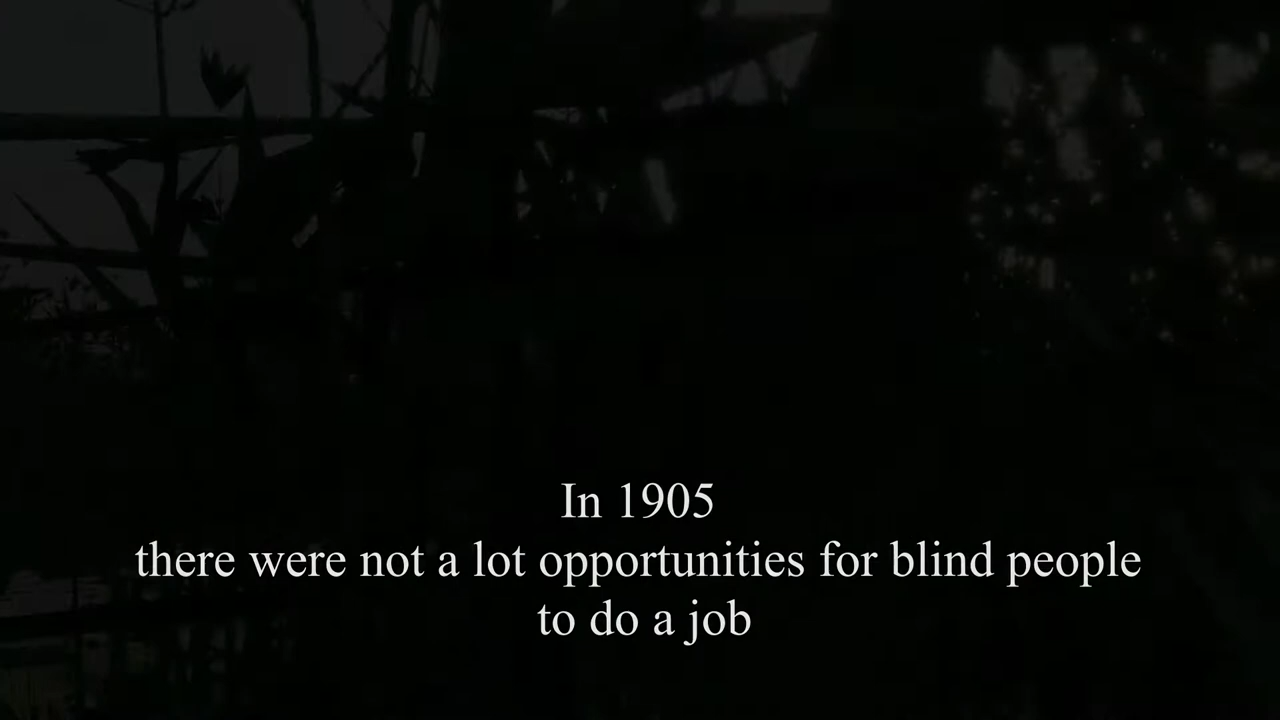 In 1905
there were not a lot opportunities for blind people
to do a job